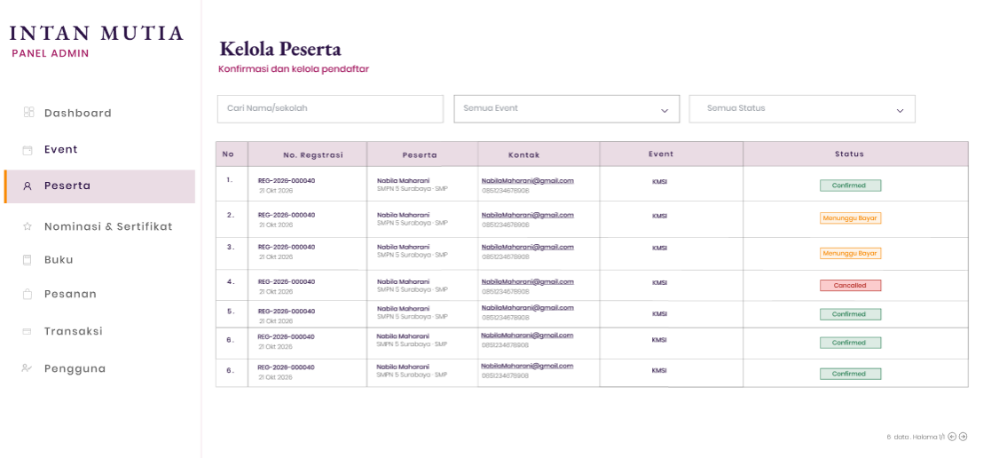 INTAN MUTIA
PANEL ADMIN
Dashboard
Event
Peserta
Nominasi & Sertifikat
Buku
Pesanan
Transaksi
Pengguna
Kelola Peserta
Konfirmasi dan kelola pendaftar
Cari Nama/sekolah
Semua Event
Semua Status
No No. Regstrasi Peserta Kontak Event Status
1. REG-2026-000040 Nabila Maharani NabilaMaharani@gmail.com KMSI Confirmed
21 Okt 2026 SMPN 5 Surabaya · SMP 0851234678908
2. REG-2026-000040 Nabila Maharani NabilaMaharani@gmail.com KMSI Menunggu Bayar
21 Okt 2026 SMPN 5 Surabaya · SMP 0851234678908
3. REG-2026-000040 Nabila Maharani NabilaMaharani@gmail.com KMSI Menunggu Bayar
21 Okt 2026 SMPN 5 Surabaya · SMP 0851234678908
4. REG-2026-000040 Nabila Maharani NabilaMaharani@gmail.com KMSI Cancelled
21 Okt 2026 SMPN 5 Surabaya · SMP 0851234678908
5. REG-2026-000040 Nabila Maharani NabilaMaharani@gmail.com KMSI Confirmed
21 Okt 2026 SMPN 5 Surabaya · SMP 0851234678908
6. REG-2026-000040 Nabila Maharani NabilaMaharani@gmail.com KMSI Confirmed
21 Okt 2026 SMPN 5 Surabaya · SMP 0851234678908
6. REG-2026-000040 Nabila Maharani NabilaMaharani@gmail.com KMSI Confirmed
21 Okt 2026 SMPN 5 Surabaya · SMP 0851234678908
6 data. Halama 1/1